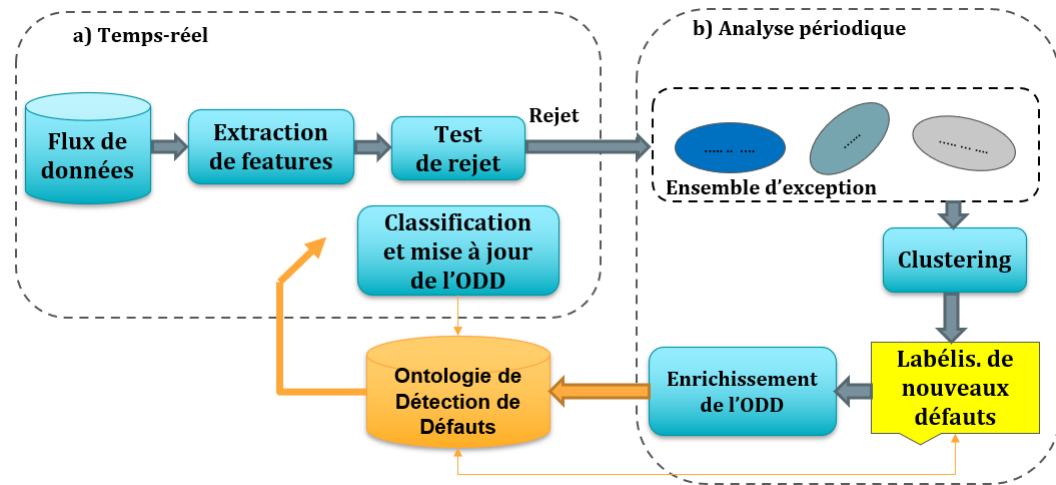 a) Temps-réel
Flux de
données
Extraction
de features
Test
de rejet
Rejet
Classification
et mise à jour
de l'ODD
b) Analyse périodique
..... .. ....
......
..... ... ....
Ensemble d'exception
Clustering
Labélis. de
nouveaux
défauts
Enrichissement
de l'ODD
Ontologie de
Détection de
Défauts